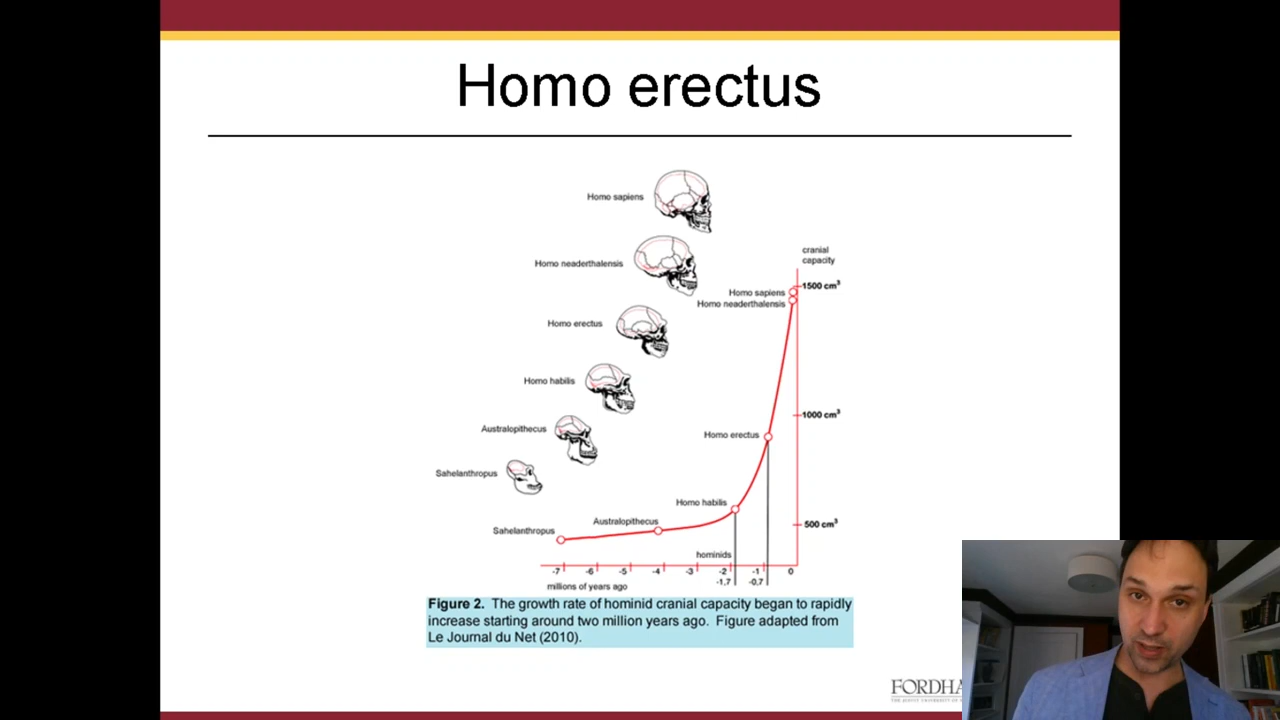 Homo erectus
Homo sapiens
Homo neaderthalensis
Homo erectus
Homo habilis
Australopithecus
Sahelanthropus
cranial
capacity
1500 cm³
Homo sapiens
Homo neaderthalensis
1000 cm³
Homo erectus
Homo habilis
500 cm³
Australopithecus
Sahelanthropus
hominids
-7 -6 -5 -4 -3 -2 -1 0
-1,7 -0,7
millions of years ago
Figure 2. The growth rate of hominid cranial capacity began to rapidly
increase starting around two million years ago. Figure adapted from
Le Journal du Net (2010).
FORDHA